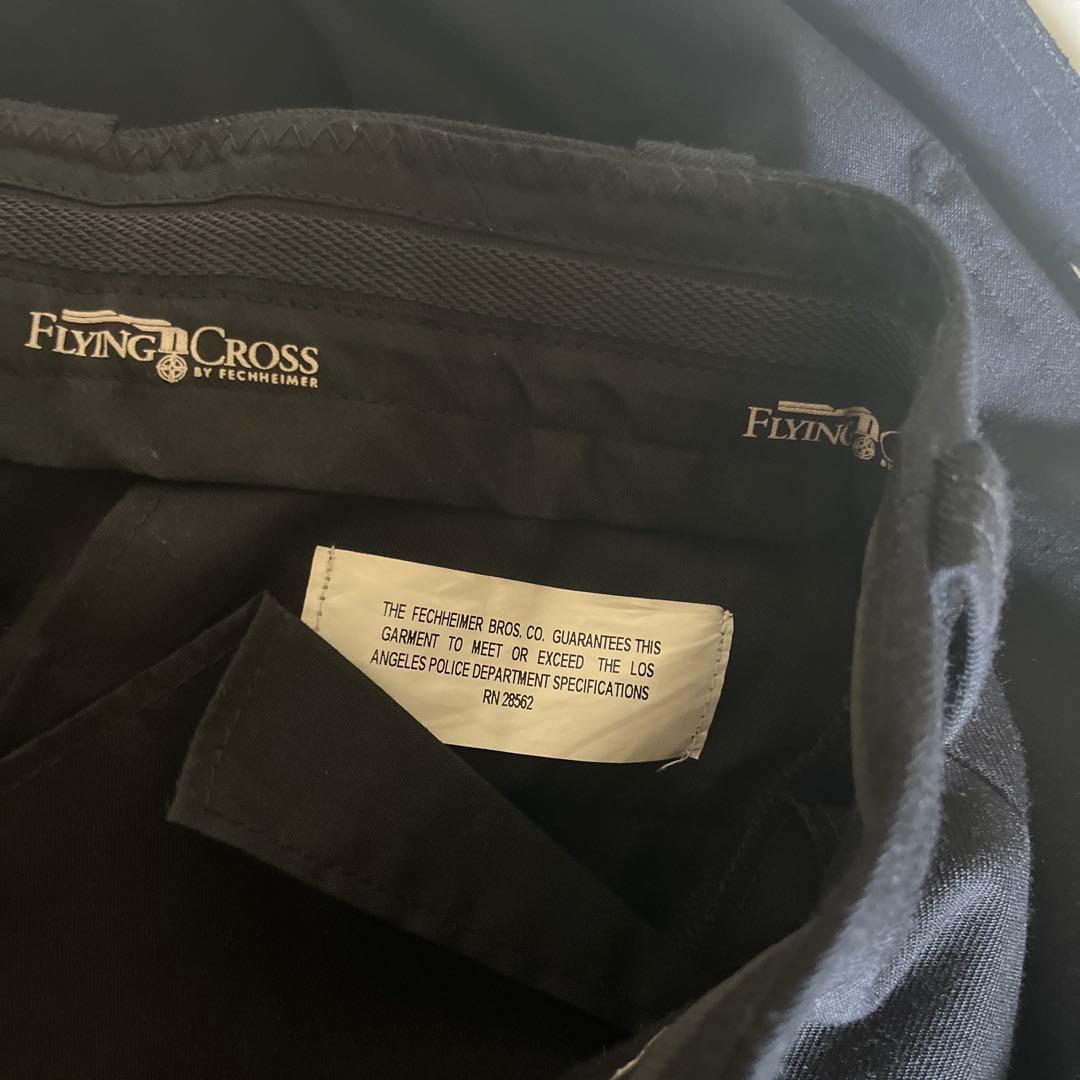 FLYING CROSS
BY FECHHEIMER
FLYING
THE FECHHEIMER BROS. CO. GUARANTEES THIS
GARMENT TO MEET OR EXCEED THE LOS
ANGELES POLICE DEPARTMENT SPECIFICATIONS
RN 28562